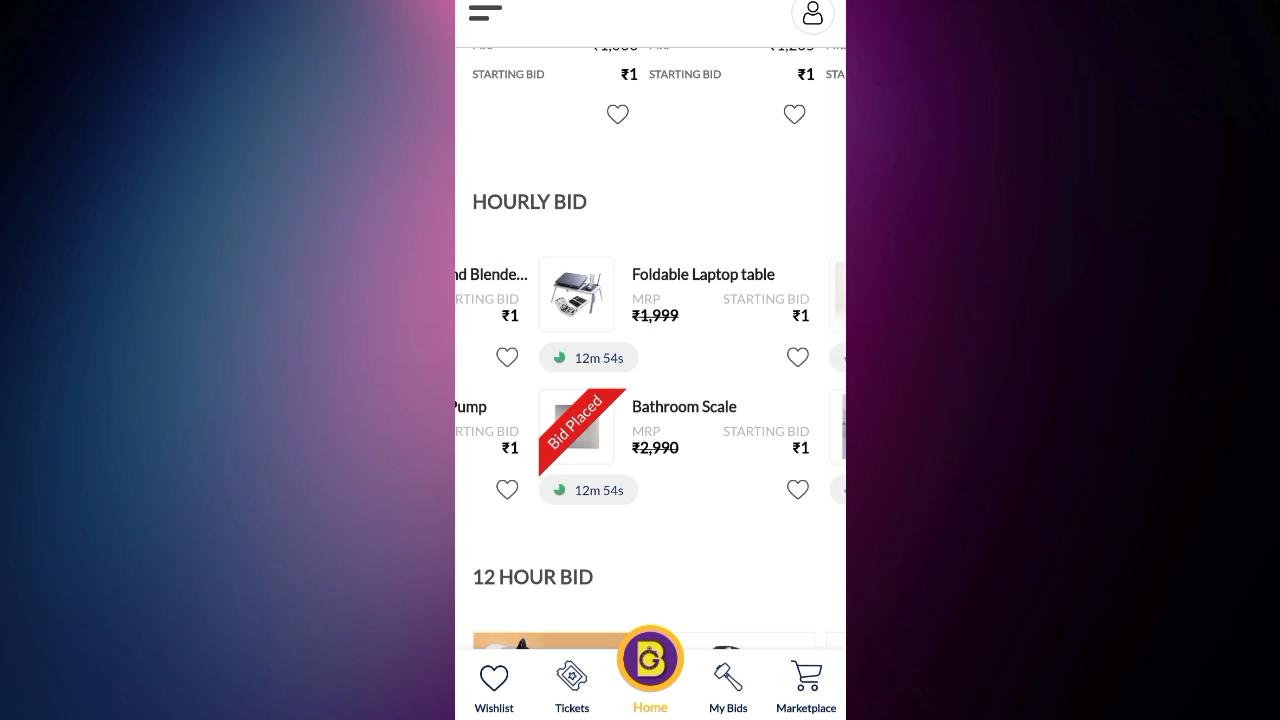 STARTING BID ₹1 STARTING BID ₹1 STA
HOURLY BID
nd Blende... Foldable Laptop table
RTING BID MRP STARTING BID
₹1 ₹1,999 ₹1
12m 54s
Pump Bid Placed Bathroom Scale
RTING BID MRP STARTING BID
₹1 ₹2,990 ₹1
12m 54s
12 HOUR BID
Wishlist Tickets Home My Bids Marketplace